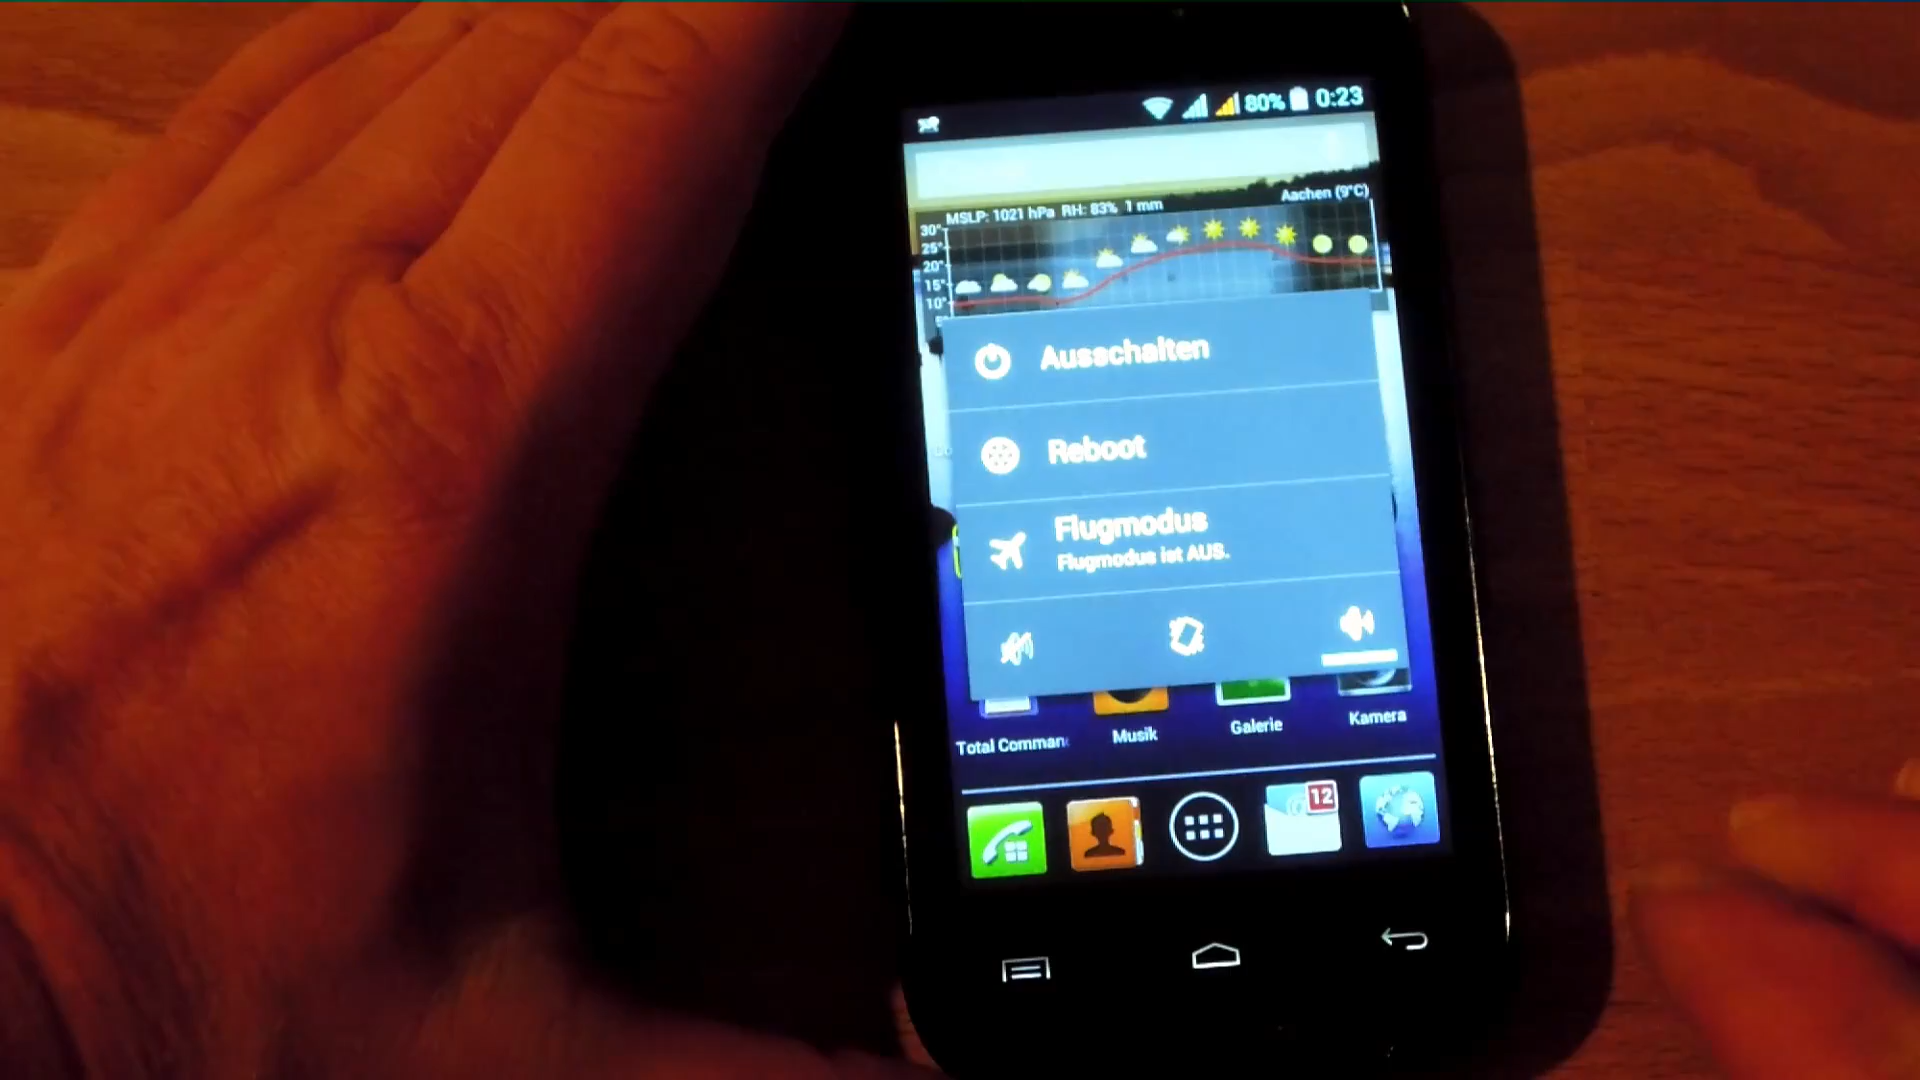 80% 0:23
Aachen (9°C)
MSLP: 1021 hPa RH: 83% 1 mm
30°
25°
20°
15°
10°
Ausschalten
Reboot
Flugmodus
Flugmodus ist AUS.
Total Comman
Musik
Galerie
Kamera
12